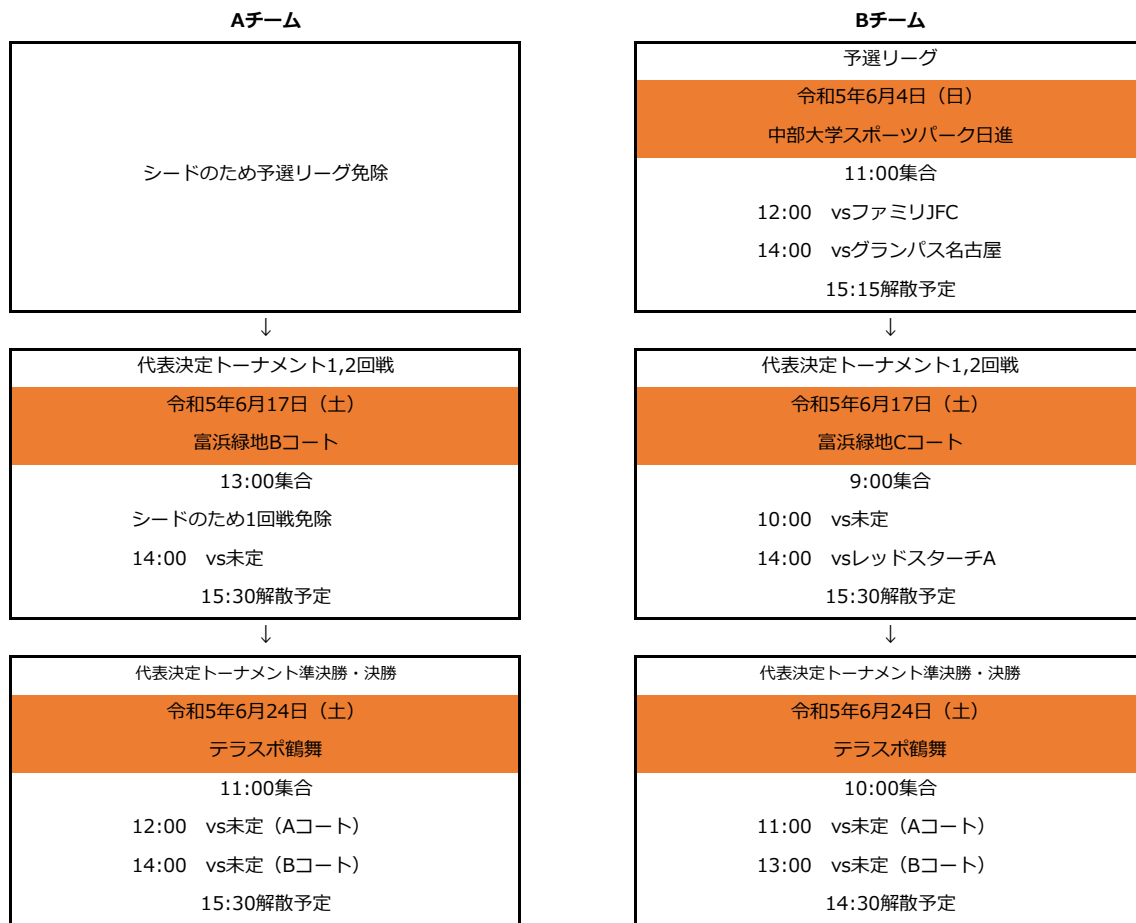 Aチーム
シードのため予選リーグ免除
↓
代表決定トーナメント1,2回戦
令和5年6月17日（土）
富浜緑地Bコート
13:00集合
シードのため1回戦免除
14:00　vs未定
15:30解散予定
↓
代表決定トーナメント準決勝・決勝
令和5年6月24日（土）
テラスポ鶴舞
11:00集合
12:00　vs未定（Aコート）
14:00　vs未定（Bコート）
15:30解散予定
Bチーム
予選リーグ
令和5年6月4日（日）
中部大学スポーツパーク日進
11:00集合
12:00　vsファミリJFC
14:00　vsグランパス名古屋
15:15解散予定
↓
代表決定トーナメント1,2回戦
令和5年6月17日（土）
富浜緑地Cコート
9:00集合
10:00　vs未定
14:00　vsレッドスターチA
15:30解散予定
↓
代表決定トーナメント準決勝・決勝
令和5年6月24日（土）
テラスポ鶴舞
10:00集合
11:00　vs未定（Aコート）
13:00　vs未定（Bコート）
14:30解散予定